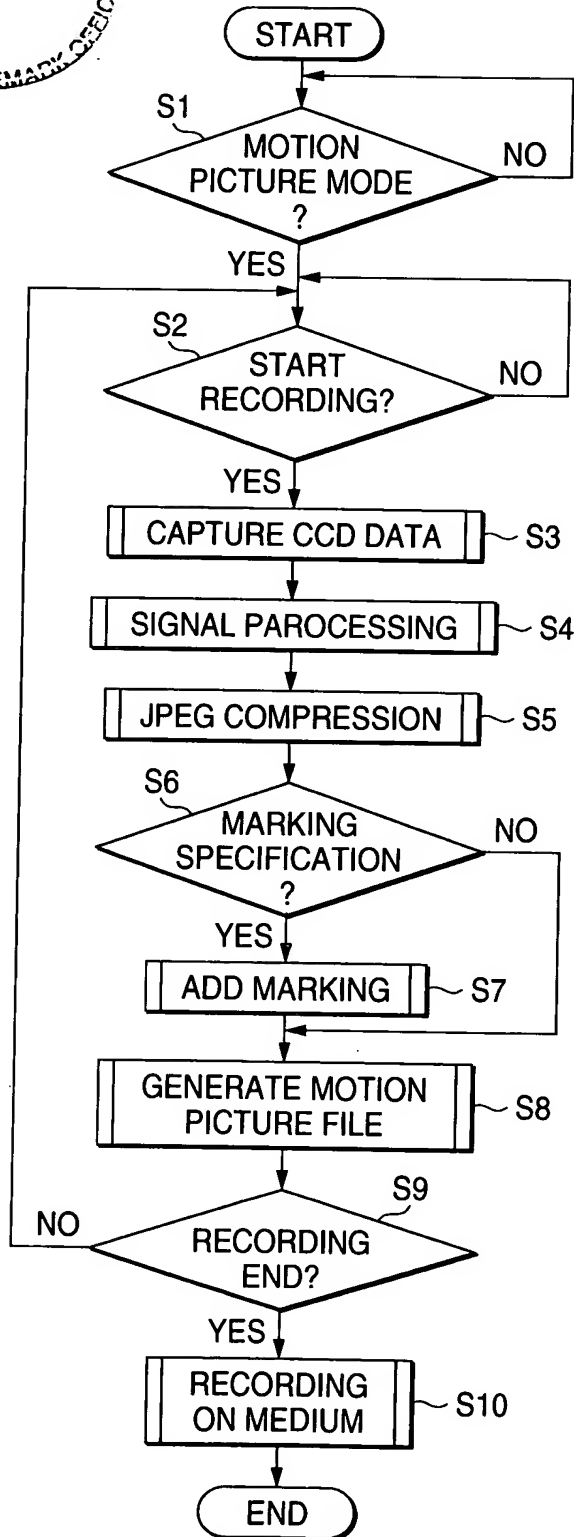 START
S1
MOTION
PICTURE MODE
?
NO
YES
S2
START
RECORDING?
NO
YES
CAPTURE CCD DATA
S3
SIGNAL PAROCESSING
S4
JPEG COMPRESSION
S5
S6
MARKING
SPECIFICATION
?
NO
YES
ADD MARKING
S7
GENERATE MOTION
PICTURE FILE
S8
S9
NO
RECORDING
END?
YES
RECORDING
ON MEDIUM
S10
END